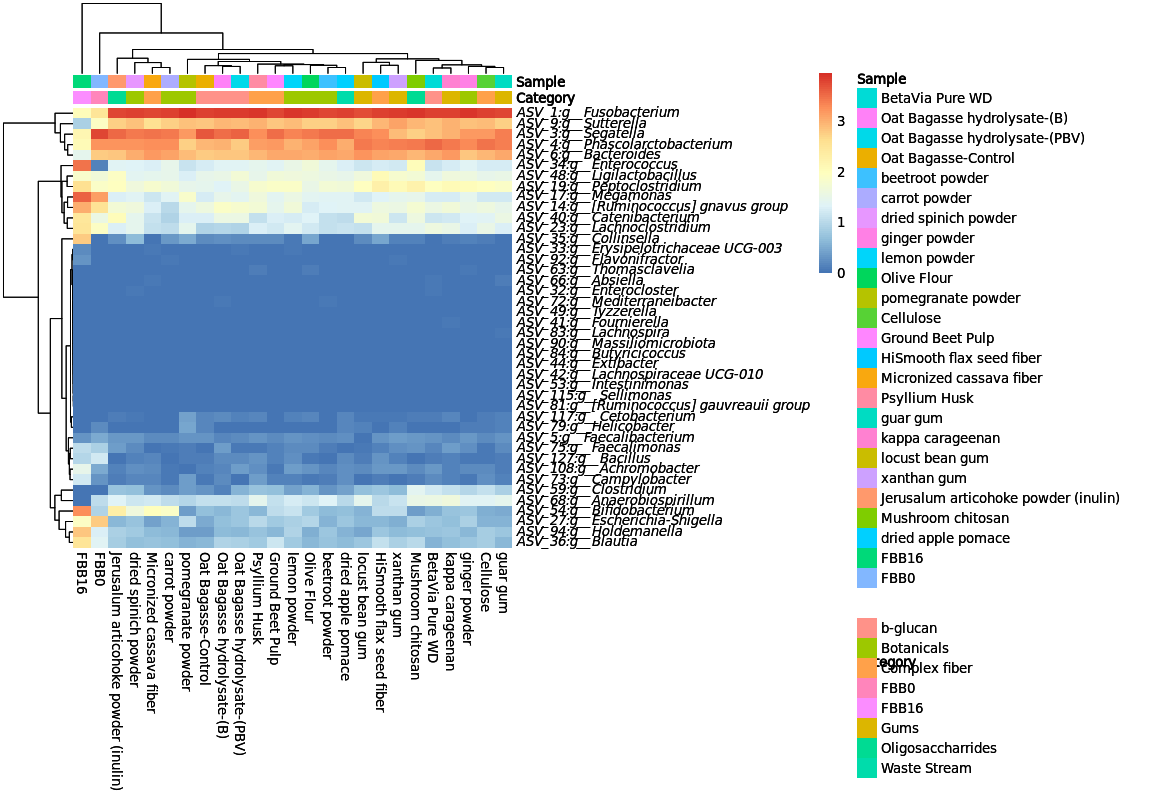 Sample
Category
ASV_1:g__Fusobacterium
ASV_9:g__Sutterella
ASV_3:g__Segatella
ASV_4:g__Phascolarctobacterium
ASV_6:g__Bacteroides
ASV_34:g__Enterococcus
ASV_48:g__Ligilactobacillus
ASV_19:g__Peptoclostridium
ASV_17:g__Megamonas
ASV_14:g__[Ruminococcus] gnavus group
ASV_40:g__Catenibacterium
ASV_23:g__Lachnoclostridium
ASV_35:g__Collinsella
ASV_33:g__Erysipelotrichaceae UCG-003
ASV_92:g__Flavonifractor
ASV_63:g__Thomasclavelia
ASV_66:g__Absiella
ASV_32:g__Enterocloster
ASV_72:g__Mediterraneibacter
ASV_49:g__Tyzzerella
ASV_41:g__Fournierella
ASV_83:g__Lachnospira
ASV_90:g__Massiliomicrobiota
ASV_84:g__Butyricicoccus
ASV_44:g__Extibacter
ASV_42:g__Lachnospiraceae UCG-010
ASV_53:g__Intestinimonas
ASV_115:g__Sellimonas
ASV_81:g__[Ruminococcus] gauvreauii group
ASV_117:g__Cetobacterium
ASV_79:g__Helicobacter
ASV_5:g__Faecalibacterium
ASV_75:g__Faecalimonas
ASV_127:g__Bacillus
ASV_108:g__Achromobacter
ASV_73:g__Campylobacter
ASV_59:g__Clostridium
ASV_68:g__Anaerobiospirillum
ASV_54:g__Bifidobacterium
ASV_27:g__Escherichia-Shigella
ASV_94:g__Holdemanella
ASV_36:g__Blautia
FBB16
FBB0
Jerusalum articohoke powder (inulin)
dried spinich powder
Micronized cassava fiber
carrot powder
pomegranate powder
Oat Bagasse-Control
Oat Bagasse hydrolysate-(B)
Oat Bagasse hydrolysate-(PBV)
Psyllium Husk
Ground Beet Pulp
lemon powder
Olive Flour
beetroot powder
dried apple pomace
locust bean gum
HiSmooth flax seed fiber
xanthan gum
Mushroom chitosan
BetaVia Pure WD
kappa carageenan
ginger powder
Cellulose
guar gum
3
2
1
0
Sample
BetaVia Pure WD
Oat Bagasse hydrolysate-(B)
Oat Bagasse hydrolysate-(PBV)
Oat Bagasse-Control
beetroot powder
carrot powder
dried spinich powder
ginger powder
lemon powder
Olive Flour
pomegranate powder
Cellulose
Ground Beet Pulp
HiSmooth flax seed fiber
Micronized cassava fiber
Psyllium Husk
guar gum
kappa carageenan
locust bean gum
xanthan gum
Jerusalum articohoke powder (inulin)
Mushroom chitosan
dried apple pomace
FBB16
FBB0
b-glucan
Botanicals
Complex fiber
FBB0
FBB16
Gums
Oligosaccharrides
Waste Stream